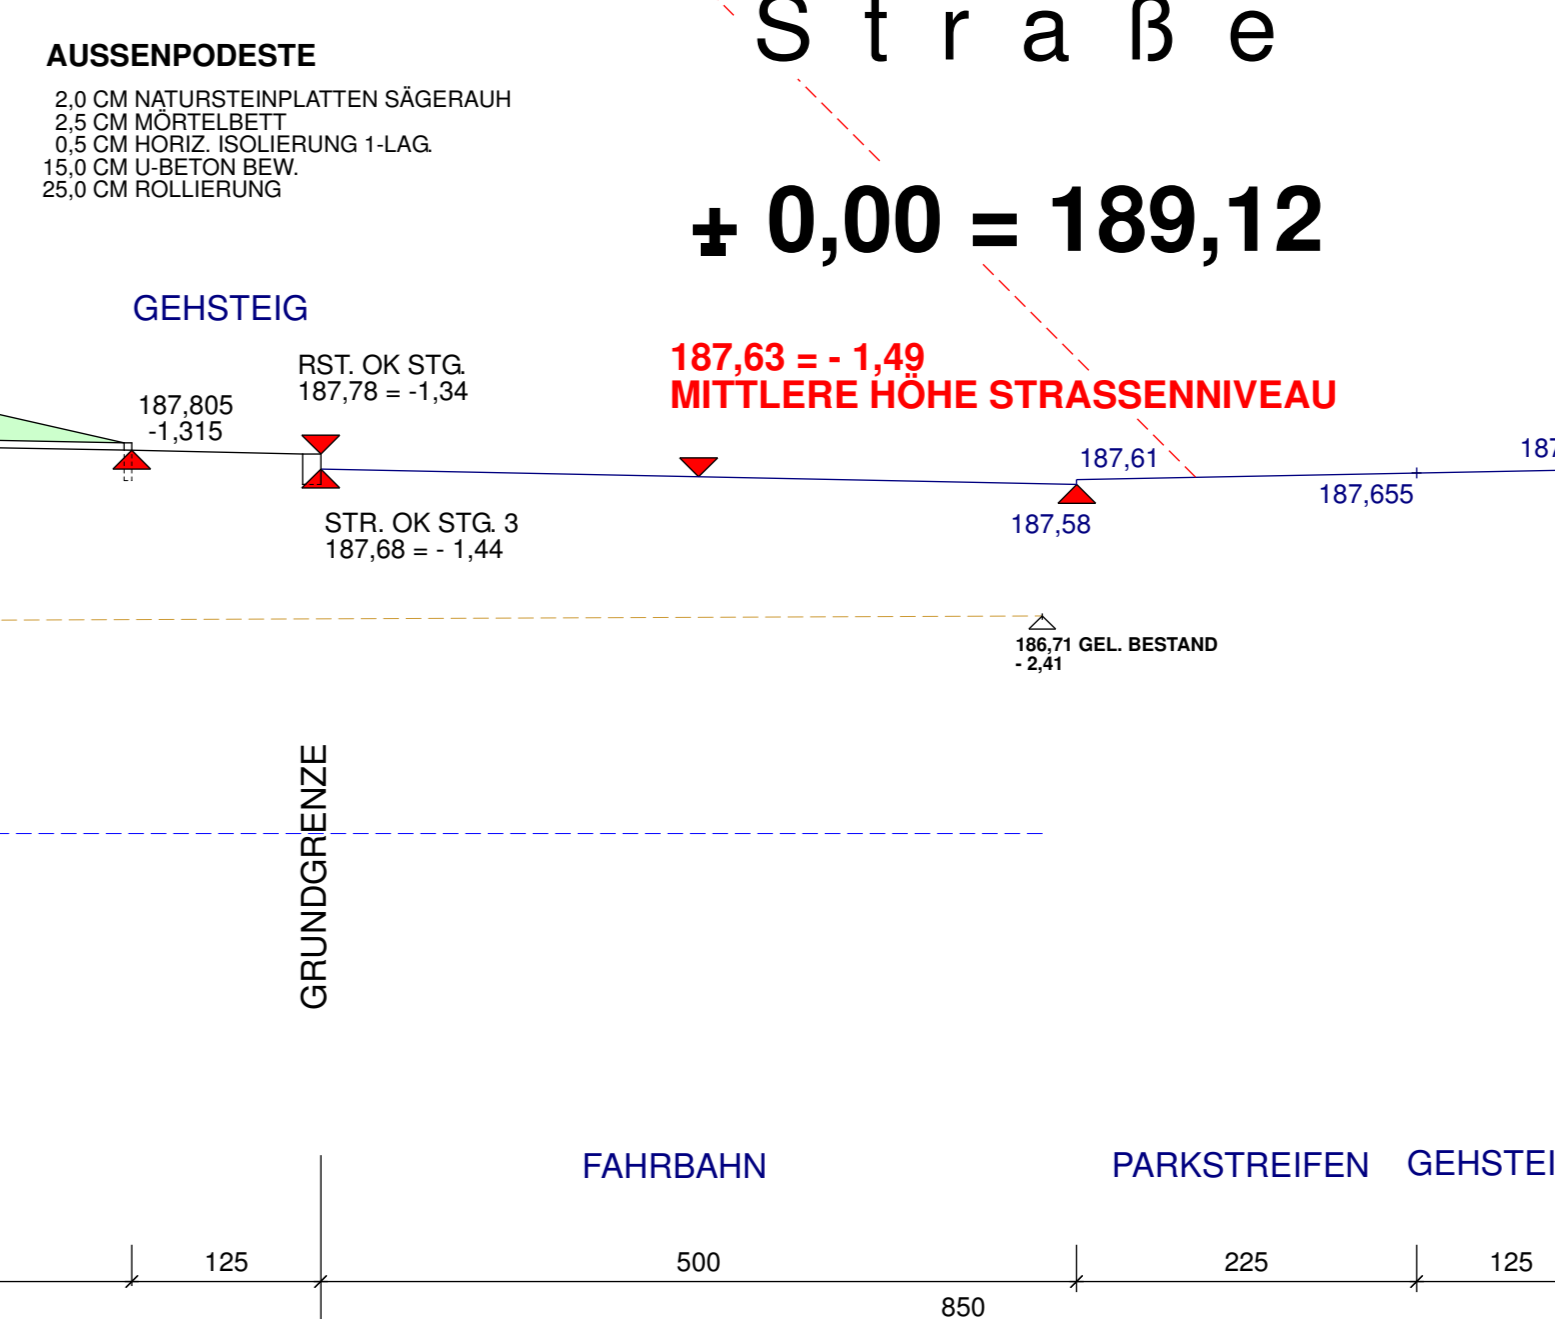 Straße
AUSSENPODESTE
2,0 CM NATURSTEINPLATTEN SÄGERAUH
2,5 CM MÖRTELBETT
0,5 CM HORIZ. ISOLIERUNG 1-LAG.
15,0 CM U-BETON BEW.
25,0 CM ROLLIERUNG
± 0,00 = 189,12
GEHSTEIG
RST. OK STG.
187,78 = -1,34
187,63 = - 1,49
MITTLERE HÖHE STRASSENNIVEAU
187,805
-1,315
187,61
187
187,655
STR. OK STG. 3
187,68 = - 1,44
187,58
186,71 GEL. BESTAND
- 2,41
GRUNDGRENZE
FAHRBAHN
PARKSTREIFEN
GEHSTEI
125
500
225
125
850